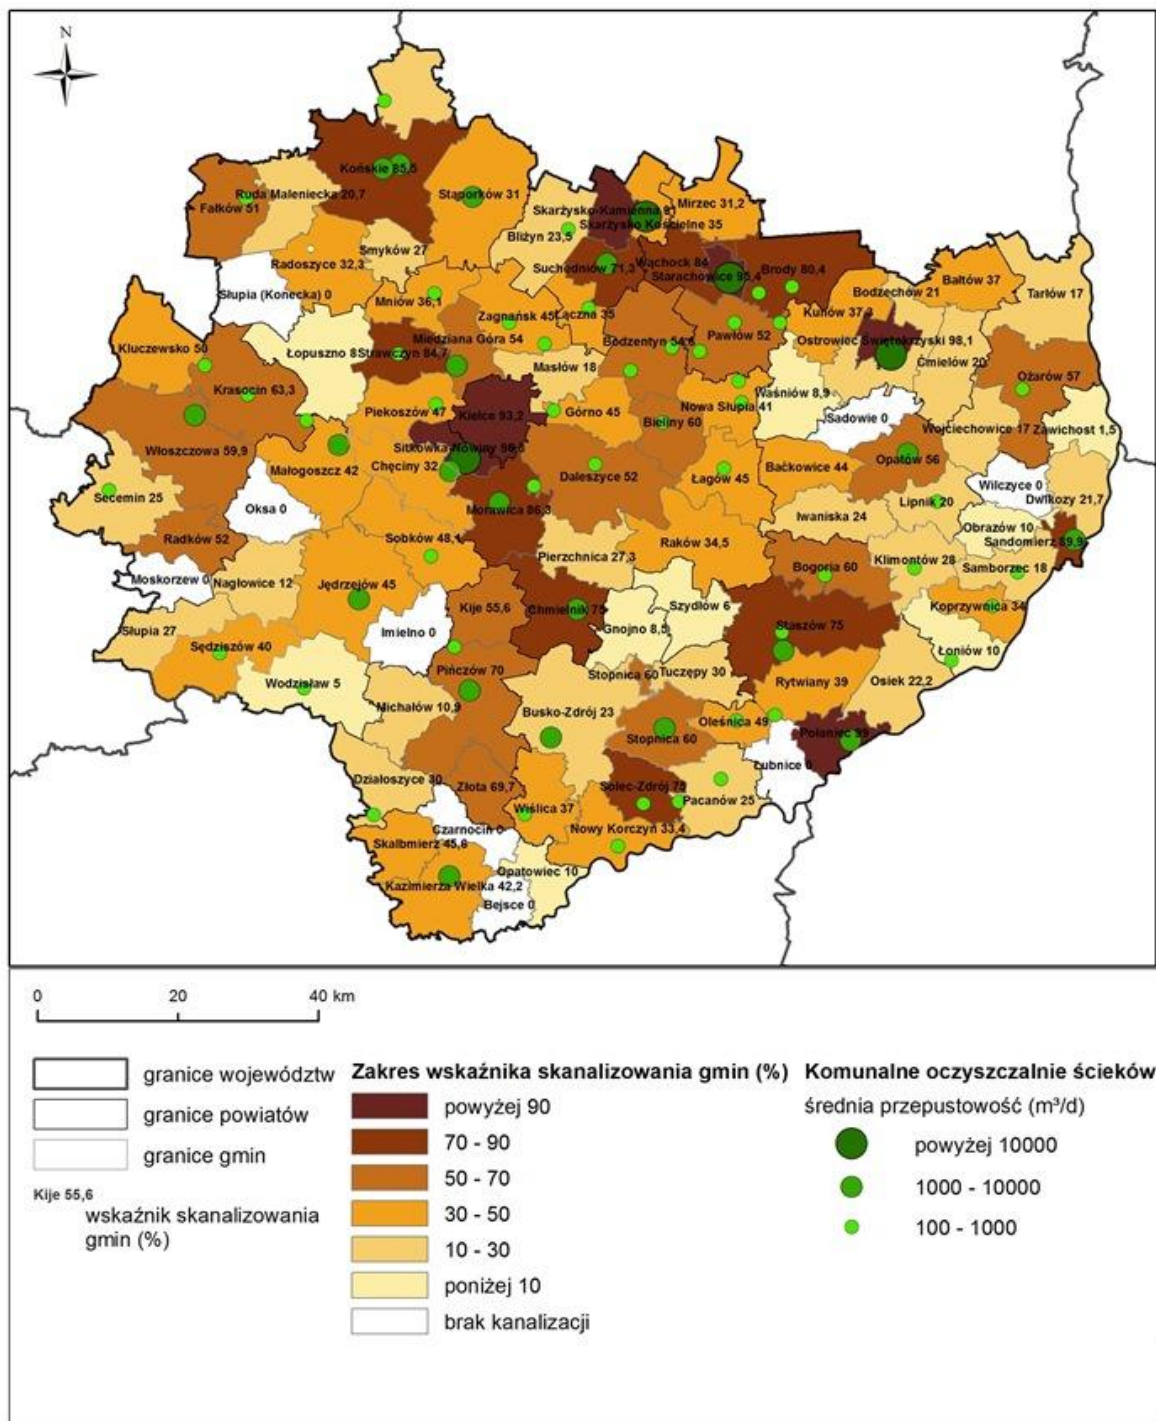 N
Końskie 85,5
Ruda Maleniecka 20,7
Stąporków 31
Fałków 51
Mirzec 31,2
Skarżysko-Kamienna 91
Skarżysko Kościelne 35
Bliżyn 23,5
Smyków 27
Radoszyce 32,3
Wąchock 84
Suchedniów 71,3
Starachowice 95,4
Brody 80,4
Bałtów 37
Bodzechów 21
Tarłów 17
Słupia (Konecka) 0
Mniów 36,1
Zagnańsk 45
Łączna 35
Kunów 37,3
Pawłów 52
Miedziana Góra 54
Bodzentyn 54,6
Ostrowiec Świętokrzyski 98,1
Kluczewsko 50
Łopuszno 8
Strawczyn 84,7
Masłów 18
Ćmielów 20
Ożarów 57
Krasocin 63,3
Waśniów 8,9
Piekoszów 47
Kielce 93,2
Górno 45
Nowa Słupia 41
Sadowie 0
Bieliny 60
Wojciechowice 17
Zawichost 1,5
Włoszczowa 59,9
Małogoszcz 42
Chęciny 32
Daleszyce 52
Łagów 45
Baćkowice 44
Opatów 56
Wilczyce 0
Secemin 25
Oksa 0
Morawica 86,3
Iwaniska 24
Lipnik 20
Dwikozy 21,7
Obrazów 10
Radków 52
Sobków 48,1
Pierzchnica 27,3
Raków 34,5
Sandomierz 89,9
Klimontów 28
Bogoria 60
Samborzec 18
Moskorzew 0
Nagłowice 12
Jędrzejów 45
Kije 55,6
Chmielnik 75
Szydłów 6
Koprzywnica 34
Słupia 27
Imielno 0
Gnojno 8,5
Staszów 75
Sędziszów 40
Łoniów 10
Pińczów 70
Stopnica 60
Tuczępy 30
Wodzisław 5
Rytwiany 39
Osiek 22,2
Michałów 10,9
Busko-Zdrój 23
Oleśnica 49
Stopnica 60
Połaniec 99
Łubnice 0
Działoszyce 30
Złota 69,7
Solec-Zdrój 75
Pacanów 25
Wiślica 37
Czarnocin 0
Nowy Korczyn 33,4
Skalbmierz 45,6
Opatowiec 10
Kazimierza Wielka 42,2
Bejsce 0
0 20 40 km
granice województw
granice powiatów
granice gmin
Kije 55,6
wskaźnik skanalizowania
gmin (%)
Zakres wskaźnika skanalizowania gmin (%)
powyżej 90
70 - 90
50 - 70
30 - 50
10 - 30
poniżej 10
brak kanalizacji
Komunalne oczyszczalnie ścieków
średnia przepustowość (m³/d)
powyżej 10000
1000 - 10000
100 - 1000